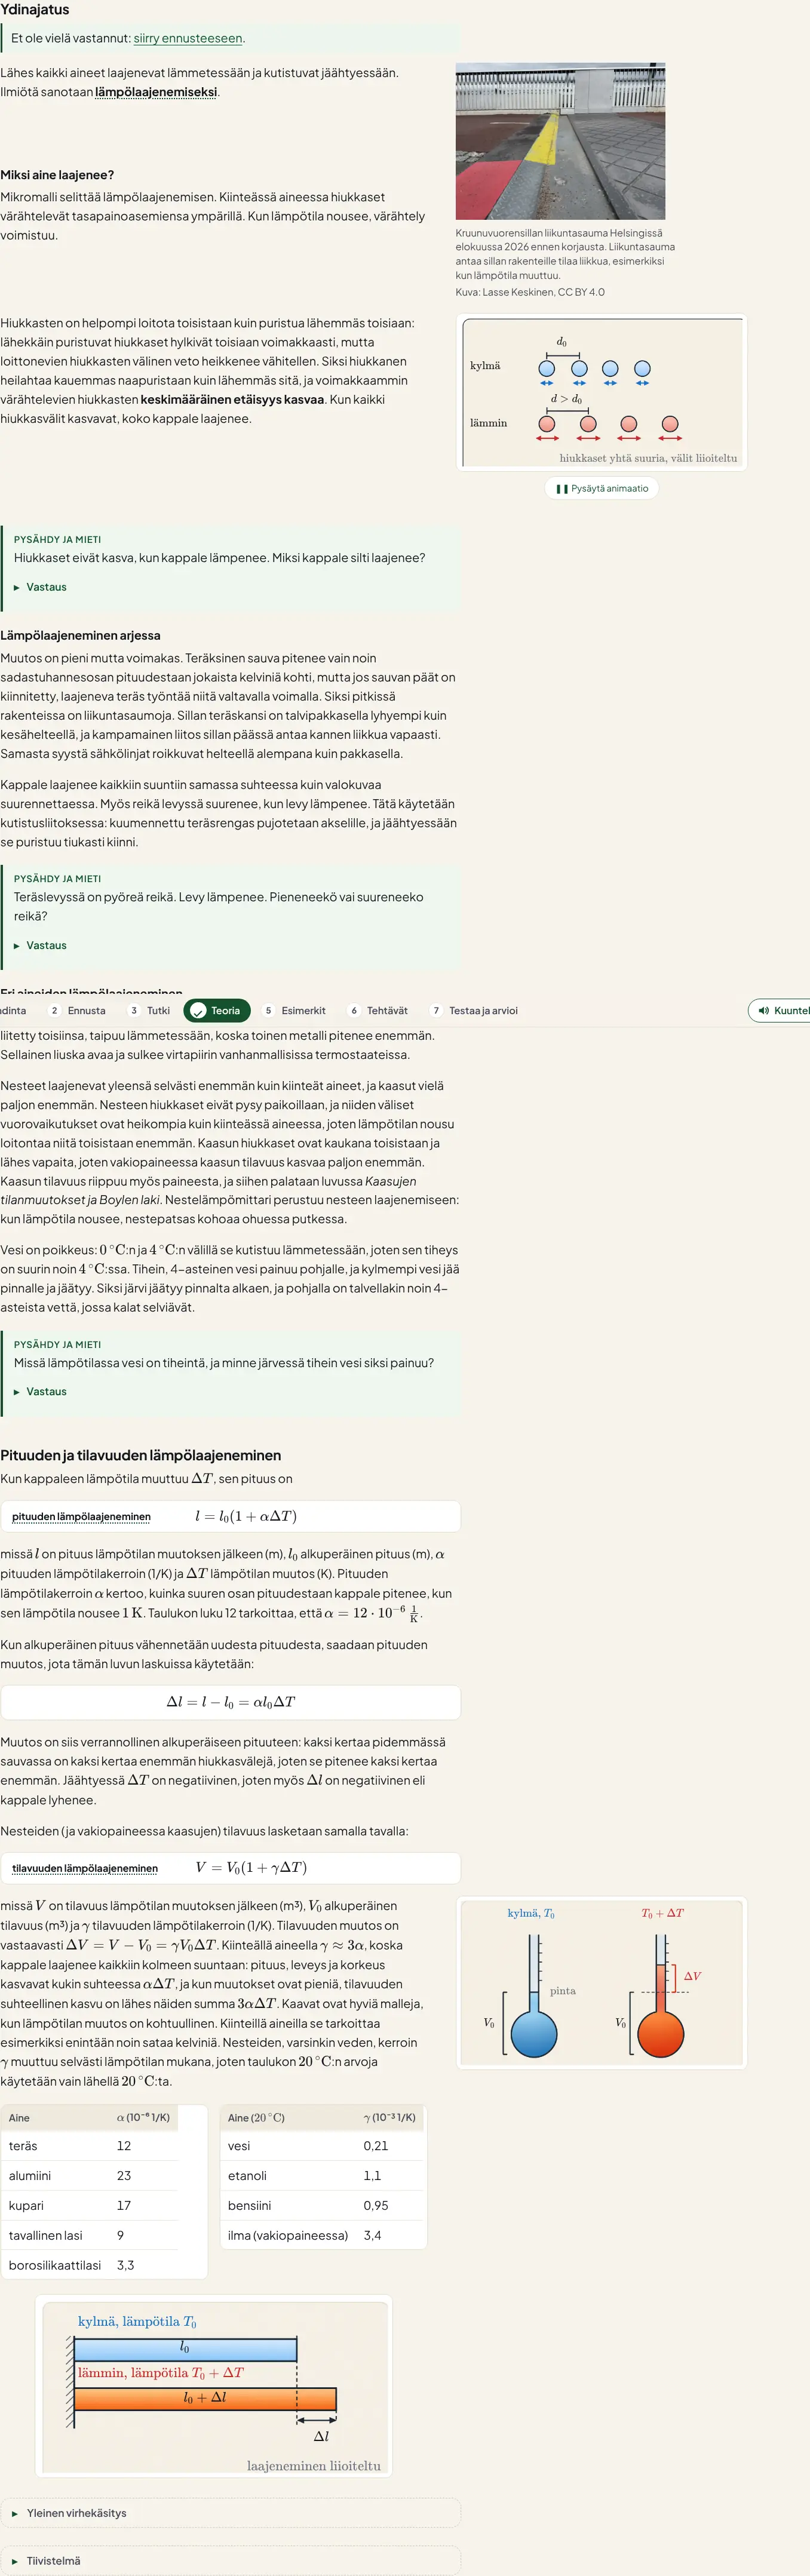 Ydinajatus
Et ole vielä vastannut: siirry ennusteeseen.
Lähes kaikki aineet laajenevat lämmetessään ja kutistuvat jäähtyessään.
Ilmiötä sanotaan lämpölaajenemiseksi.
Kruunuvuorensillan liikuntasauma Helsingissä
elokuussa 2026 ennen korjausta. Liikuntasauma
antaa sillan rakenteille tilaa liikkua, esimerkiksi
kun lämpötila muuttuu.
Kuva: Lasse Keskinen, CC BY 4.0
Miksi aine laajenee?
Mikromalli selittää lämpölaajenemisen. Kiinteässä aineessa hiukkaset
värähtelevät tasapainoasemiensa ympärillä. Kun lämpötila nousee, värähtely
voimistuu.
Hiukkasten on helpompi loitota toisistaan kuin puristua lähemmäs toisiaan:
lähekkäin puristuvat hiukkaset hylkivät toisiaan voimakkaasti, mutta
loittonevien hiukkasten välinen veto heikkenee vähitellen. Siksi hiukkanen
heilahtaa kauemmas naapuristaan kuin lähemmäs sitä, ja voimakkaammin
värähtelevien hiukkasten keskimääräinen etäisyys kasvaa. Kun kaikki
hiukkasvälit kasvavat, koko kappale laajenee.
d₀
kylmä
d > d₀
lämmin
hiukkaset yhtä suuria, välit liioiteltu
❚❚ Pysäytä animaatio
PYSÄHDY JA MIETI
Hiukkaset eivät kasva, kun kappale lämpenee. Miksi kappale silti laajenee?
▶ Vastaus
Lämpölaajeneminen arjessa
Muutos on pieni mutta voimakas. Teräksinen sauva pitenee vain noin
sadastuhannesosan pituudestaan jokaista kelviniä kohti, mutta jos sauvan päät on
kiinnitetty, laajeneva teräs työntää niitä valtavalla voimalla. Siksi pitkissä
rakenteissa on liikuntasaumoja. Sillan teräskansi on talvipakkasella lyhyempi kuin
kesähelteellä, ja kampamainen liitos sillan päässä antaa kannen liikkua vapaasti.
Samasta syystä sähkölinjat roikkuvat helteellä alempana kuin pakkasella.
Kappale laajenee kaikkiin suuntiin samassa suhteessa kuin valokuvaa
suurennettaessa. Myös reikä levyssä suurenee, kun levy lämpenee. Tätä käytetään
kutistusliitoksessa: kuumennettu teräsrengas pujotetaan akselille, ja jäähtyessään
se puristuu tiukasti kiinni.
PYSÄHDY JA MIETI
Teräslevyssä on pyöreä reikä. Levy lämpenee. Pieneneekö vai suureneeko
reikä?
▶ Vastaus
Eri aineiden lämpölaajeneminen
2 Ennusta 3 Tutki Teoria 5 Esimerkit 6 Tehtävät 7 Testaa ja arvioi
liitetty toisiinsa, taipuu lämmetessään, koska toinen metalli pitenee enemmän.
Sellainen liuska avaa ja sulkee virtapiirin vanhanmallisissa termostaateissa.
Nesteet laajenevat yleensä selvästi enemmän kuin kiinteät aineet, ja kaasut vielä
paljon enemmän. Nesteen hiukkaset eivät pysy paikoillaan, ja niiden väliset
vuorovaikutukset ovat heikompia kuin kiinteässä aineessa, joten lämpötilan nousu
loitontaa niitä toisistaan enemmän. Kaasun hiukkaset ovat kaukana toisistaan ja
lähes vapaita, joten vakiopaineessa kaasun tilavuus kasvaa paljon enemmän.
Kaasun tilavuus riippuu myös paineesta, ja siihen palataan luvussa Kaasujen
tilanmuutokset ja Boylen laki. Nestelämpömittari perustuu nesteen laajenemiseen:
kun lämpötila nousee, nestepatsas kohoaa ohuessa putkessa.
Vesi on poikkeus: 0 °C:n ja 4 °C:n välillä se kutistuu lämmetessään, joten sen tiheys
on suurin noin 4 °C:ssa. Tihein, 4-asteinen vesi painuu pohjalle, ja kylmempi vesi jää
pinnalle ja jäätyy. Siksi järvi jäätyy pinnalta alkaen, ja pohjalla on talvellakin noin 4-
asteista vettä, jossa kalat selviävät.
PYSÄHDY JA MIETI
Missä lämpötilassa vesi on tiheintä, ja minne järvessä tihein vesi siksi painuu?
▶ Vastaus
Pituuden ja tilavuuden lämpölaajeneminen
Kun kappaleen lämpötila muuttuu ΔT, sen pituus on
pituuden lämpölaajeneminen l = l₀(1 + αΔT)
missä l on pituus lämpötilan muutoksen jälkeen (m), l₀ alkuperäinen pituus (m), α
pituuden lämpötilakerroin (1/K) ja ΔT lämpötilan muutos (K). Pituuden
lämpötilakerroin α kertoo, kuinka suuren osan pituudestaan kappale pitenee, kun
sen lämpötila nousee 1 K. Taulukon luku 12 tarkoittaa, että α = 12 · 10⁻⁶ 1/K.
Kun alkuperäinen pituus vähennetään uudesta pituudesta, saadaan pituuden
muutos, jota tämän luvun laskuissa käytetään:
Δl = l − l₀ = αl₀ΔT
Muutos on siis verrannollinen alkuperäiseen pituuteen: kaksi kertaa pidemmässä
sauvassa on kaksi kertaa enemmän hiukkasvälejä, joten se pitenee kaksi kertaa
enemmän. Jäähtyessä ΔT on negatiivinen, joten myös Δl on negatiivinen eli
kappale lyhenee.
Nesteiden (ja vakiopaineessa kaasujen) tilavuus lasketaan samalla tavalla:
tilavuuden lämpölaajeneminen V = V₀(1 + γΔT)
missä V on tilavuus lämpötilan muutoksen jälkeen (m³), V₀ alkuperäinen
tilavuus (m³) ja γ tilavuuden lämpötilakerroin (1/K). Tilavuuden muutos on
vastaavasti ΔV = V − V₀ = γV₀ΔT. Kiinteällä aineella γ ≈ 3α, koska
kappale laajenee kaikkiin kolmeen suuntaan: pituus, leveys ja korkeus
kasvavat kukin suhteessa αΔT, ja kun muutokset ovat pieniä, tilavuuden
suhteellinen kasvu on lähes näiden summa 3αΔT. Kaavat ovat hyviä malleja,
kun lämpötilan muutos on kohtuullinen. Kiinteillä aineilla se tarkoittaa
esimerkiksi enintään noin sataa kelviniä. Nesteiden, varsinkin veden, kerroin
γ muuttuu selvästi lämpötilan mukana, joten taulukon 20 °C:n arvoja
käytetään vain lähellä 20 °C:ta.
kylmä, T₀
T₀ + ΔT
ΔV
pinta
V₀
V₀
Aine α (10⁻⁶ 1/K)
teräs 12
alumiini 23
kupari 17
tavallinen lasi 9
borosilikaattilasi 3,3
Aine (20 °C) γ (10⁻³ 1/K)
vesi 0,21
etanoli 1,1
bensiini 0,95
ilma (vakiopaineessa) 3,4
kylmä, lämpötila T₀
l₀
lämmin, lämpötila T₀ + ΔT
l₀ + Δl
Δl
laajeneminen liioiteltu
▶ Yleinen virhekäsitys
▶ Tiivistelmä